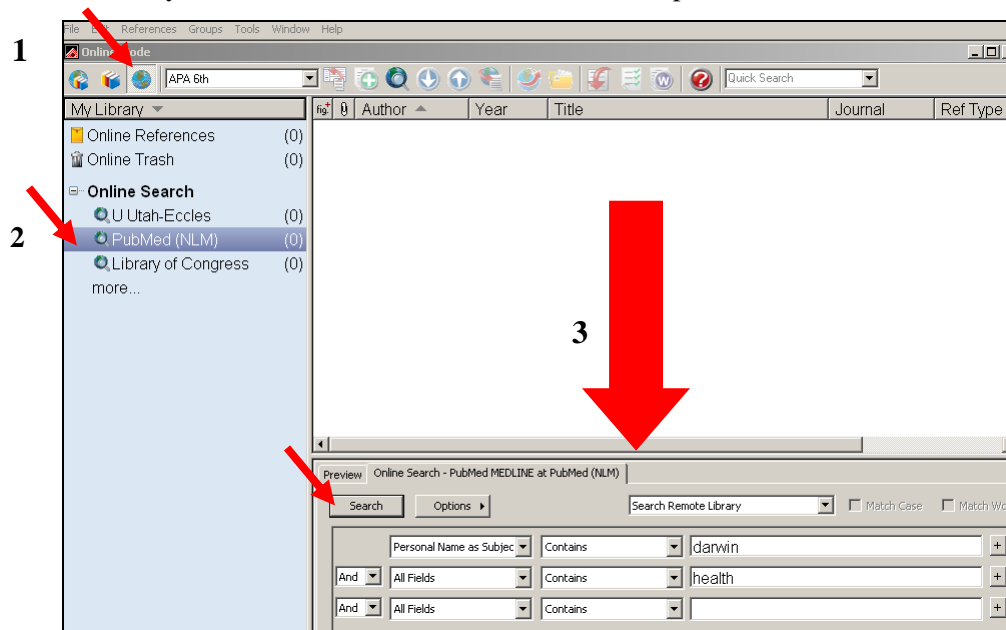 File Edit References Groups Tools Window Help
1
APA 6th
Quick Search
My Library
Author Year Title Journal Ref Type
Online References (0)
Online Trash (0)
Online Search
U Utah-Eccles (0)
2
PubMed (NLM) (0)
Library of Congress (0)
more...
3
Preview Online Search - PubMed MEDLINE at PubMed (NLM)
Search Options Search Remote Library Match Case Match Wo
Personal Name as Subjec Contains darwin +
And All Fields Contains health +
And All Fields Contains +